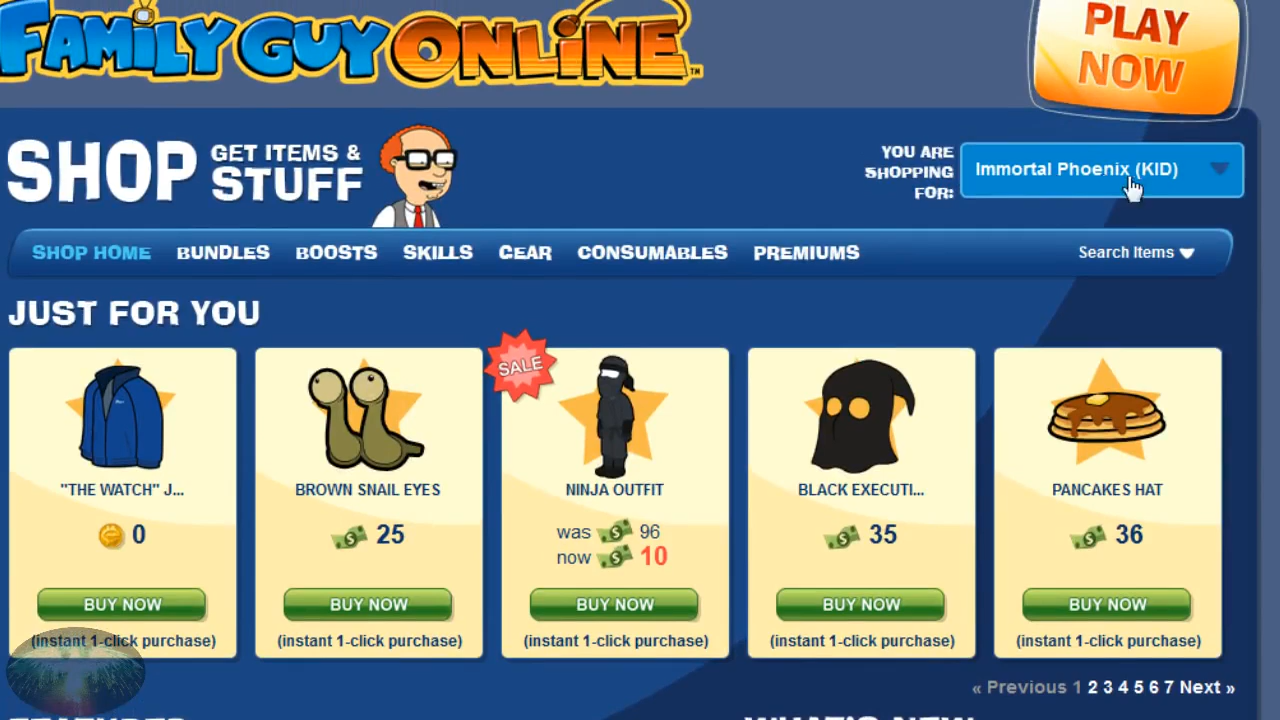 FAMILY GUY ONLINE™
PLAY
NOW
SHOP
GET ITEMS &
STUFF
YOU ARE
SHOPPING
FOR:
Immortal Phoenix (KID)
SHOP HOME BUNDLES BOOSTS SKILLS GEAR CONSUMABLES PREMIUMS Search Items
JUST FOR YOU
SALE
"THE WATCH" J...
0
BUY NOW
(instant 1-click purchase)
BROWN SNAIL EYES
$ 25
BUY NOW
(instant 1-click purchase)
NINJA OUTFIT
was $ 96
now $ 10
BUY NOW
(instant 1-click purchase)
BLACK EXECUTI...
$ 35
BUY NOW
(instant 1-click purchase)
PANCAKES HAT
$ 36
BUY NOW
(instant 1-click purchase)
« Previous 1 2 3 4 5 6 7 Next »
FEATURED
WHAT'S NEW